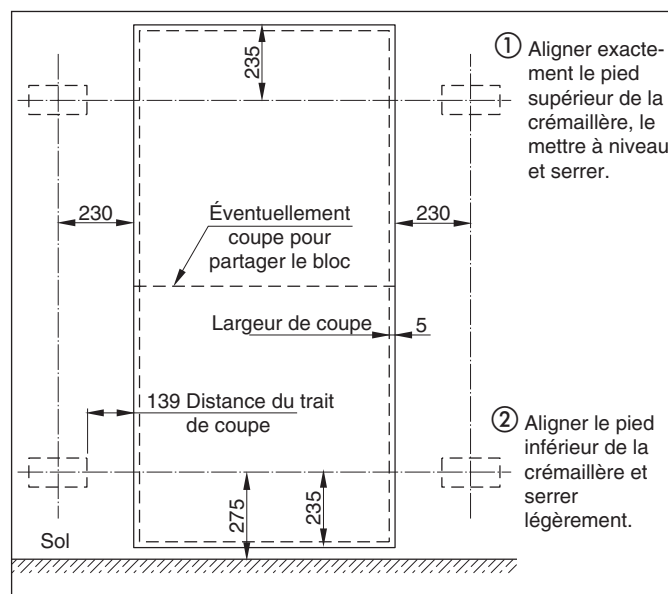 235
① Aligner exacte-
ment le pied
supérieur de la
crémaillère, le
mettre à niveau
et serrer.
230
Éventuellement
coupe pour
partager le bloc
230
Largeur de coupe
5
139 Distance du trait
de coupe
② Aligner le pied
inférieur de la
crémaillère et
serrer
légèrement.
275
235
Sol